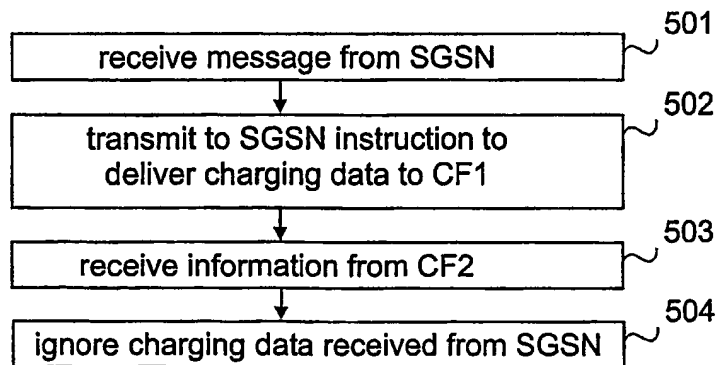 501
receive message from SGSN
502
transmit to SGSN instruction to
deliver charging data to CF1
503
receive information from CF2
504
ignore charging data received from SGSN